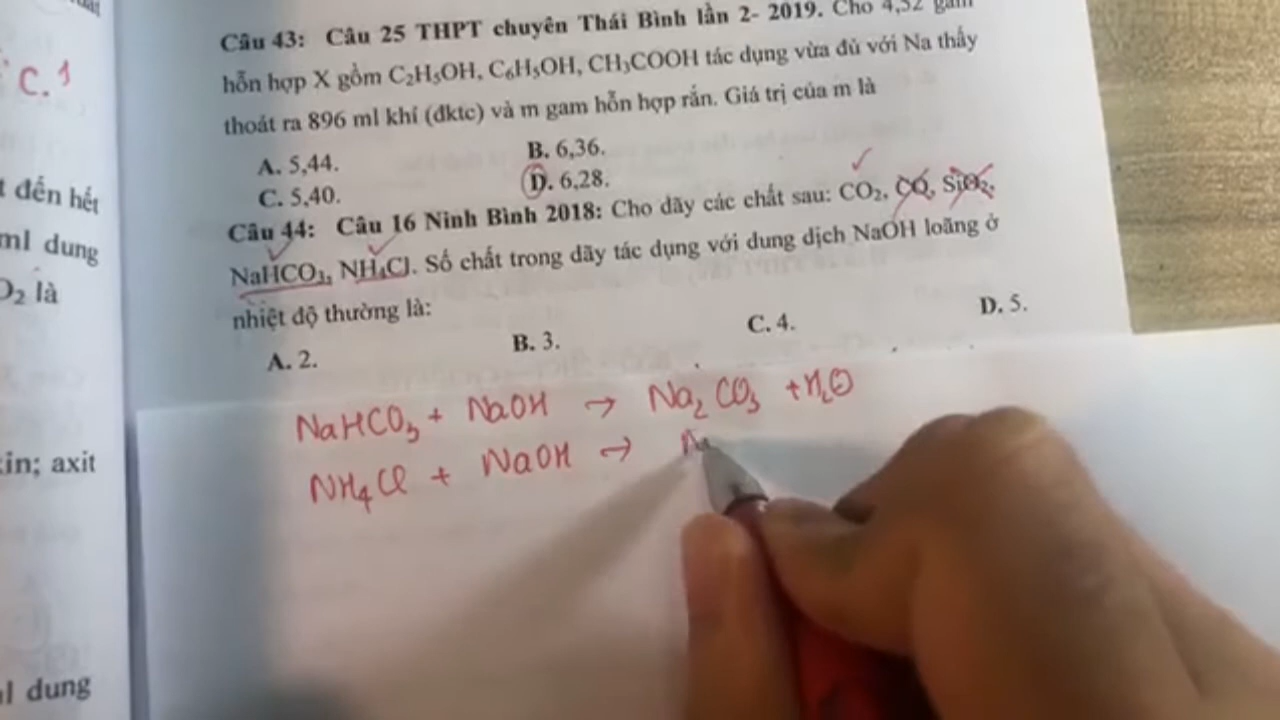 C.1
t đến hết
ml dung
O₂ là
tin; axit
dung
Câu 43: Câu 25 THPT chuyên Thái Bình lần 2- 2019. Cho 4,52 gam
hỗn hợp X gồm C₂H₅OH, C₆H₅OH, CH₃COOH tác dụng vừa đủ với Na thấy
thoát ra 896 ml khí (đktc) và m gam hỗn hợp rắn. Giá trị của m là
A. 5,44. B. 6,36.
C. 5,40. D. 6,28.
Câu 44: Câu 16 Ninh Bình 2018: Cho dãy các chất sau: CO₂, CO, SiO₂,
NaHCO₃, NH₄Cl. Số chất trong dãy tác dụng với dung dịch NaOH loãng ở
nhiệt độ thường là:
A. 2. B. 3. C. 4. D. 5.
NaHCO₃ + NaOH → Na₂CO₃ + H₂O
NH₄Cl + NaOH → Na